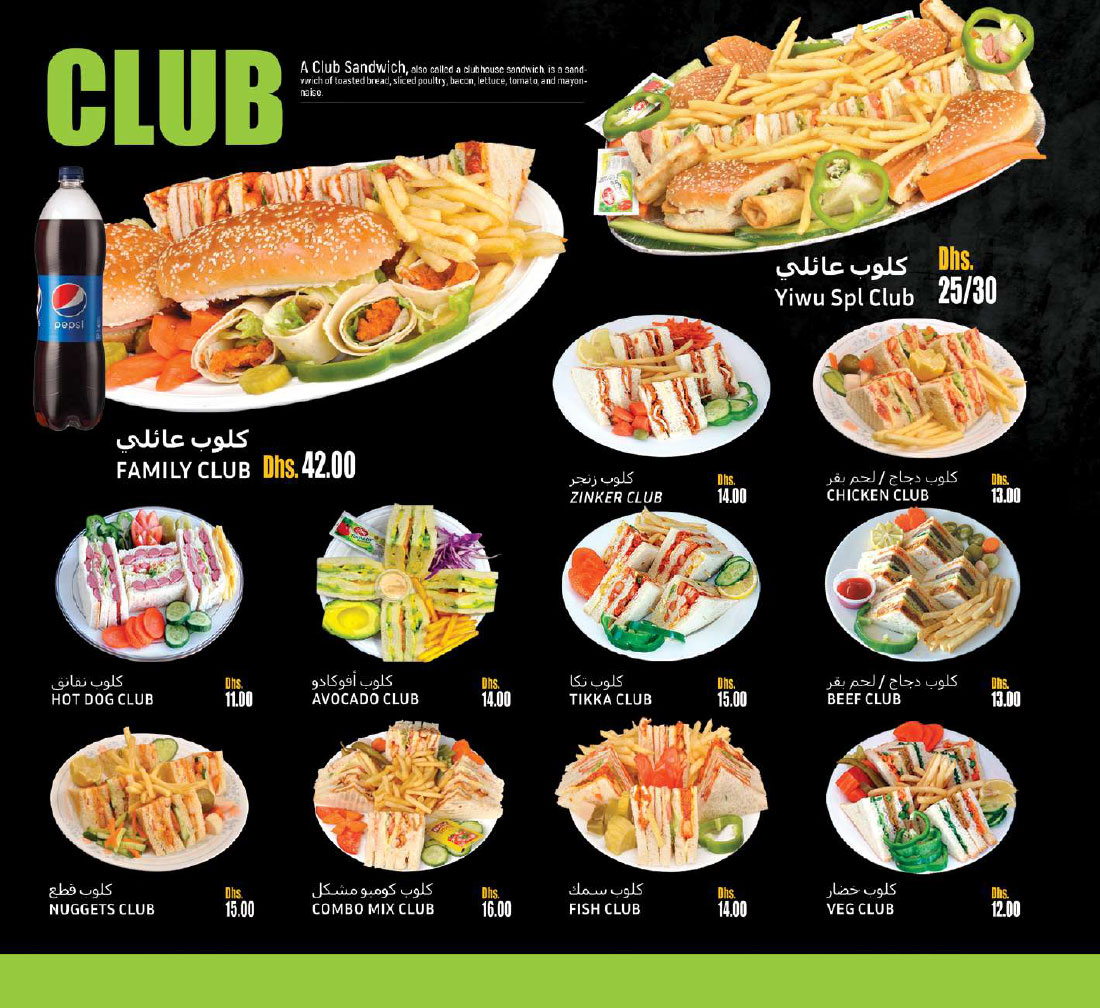 CLUB
A Club Sandwich, also called a clubhouse sandwich, is a sand-
wich of toasted bread, sliced poultry, bacon, lettuce, tomato, and mayon-
naise.
pepsi
كلوب عائلي
Yiwu Spl Club
Dhs.
25/30
كلوب عائلي
FAMILY CLUB Dhs. 42.00
كلوب زنجر
ZINKER CLUB
Dhs.
14.00
كلوب دجاج / لحم بقر
CHICKEN CLUB
Dhs.
13.00
كلوب نقانق
HOT DOG CLUB
Dhs.
11.00
كلوب أفوكادو
AVOCADO CLUB
Dhs.
14.00
كلوب تكا
TIKKA CLUB
Dhs.
15.00
كلوب دجاج / لحم بقر
BEEF CLUB
Dhs.
13.00
كلوب قطع
NUGGETS CLUB
Dhs.
15.00
كلوب كومبو مشكل
COMBO MIX CLUB
Dhs.
16.00
كلوب سمك
FISH CLUB
Dhs.
14.00
كلوب خضار
VEG CLUB
Dhs.
12.00